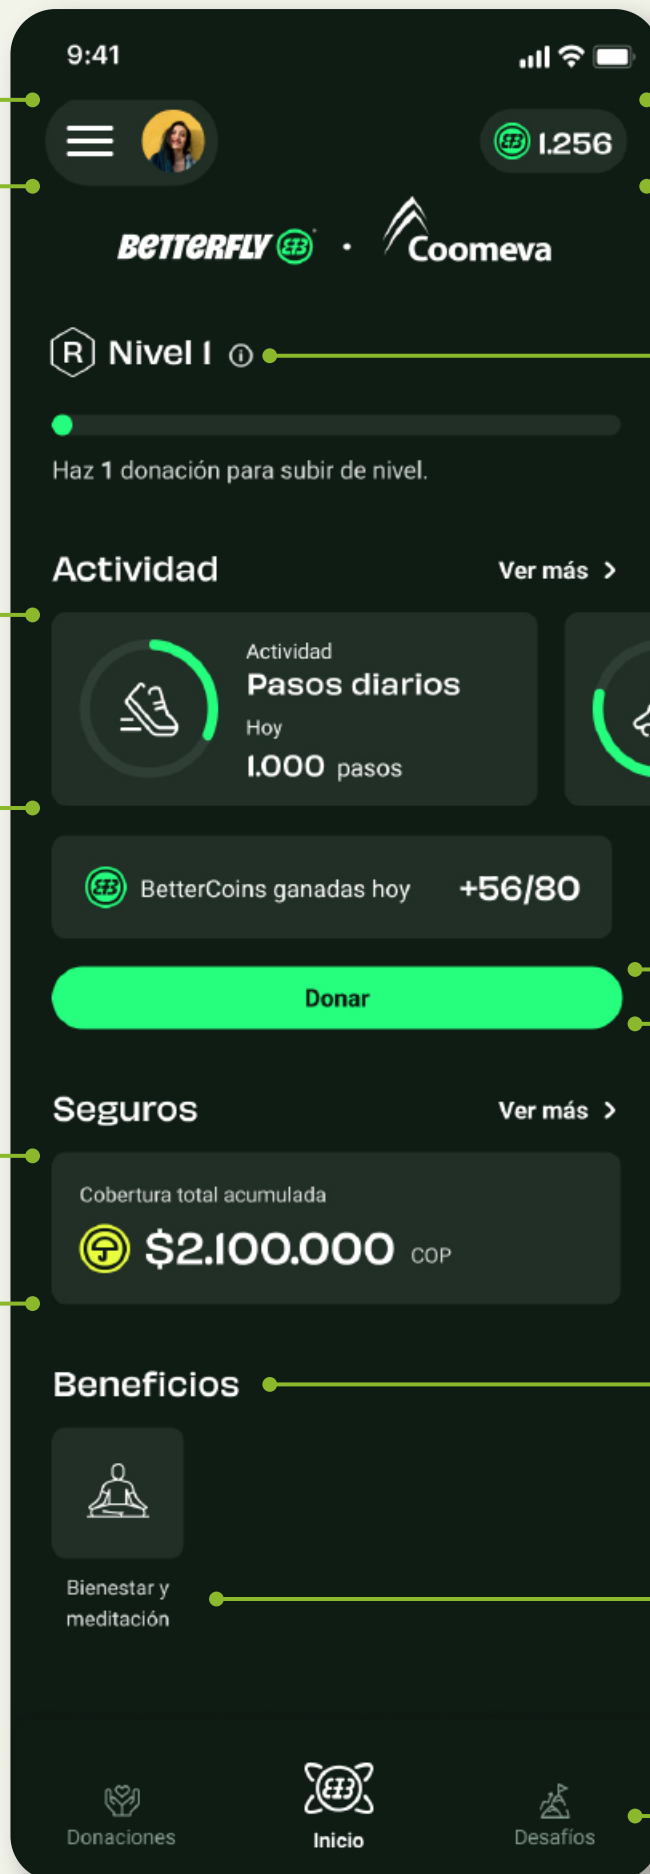 9:41
1.256
BETTERFLY · Coomeva
R Nivel 1
Haz 1 donación para subir de nivel.
Actividad Ver más >
Actividad
Pasos diarios
Hoy
1.000 pasos
BetterCoins ganadas hoy +56/80
Donar
Seguros Ver más >
Cobertura total acumulada
$2.100.000 COP
Beneficios
Bienestar y
meditación
Donaciones Inicio Desafíos